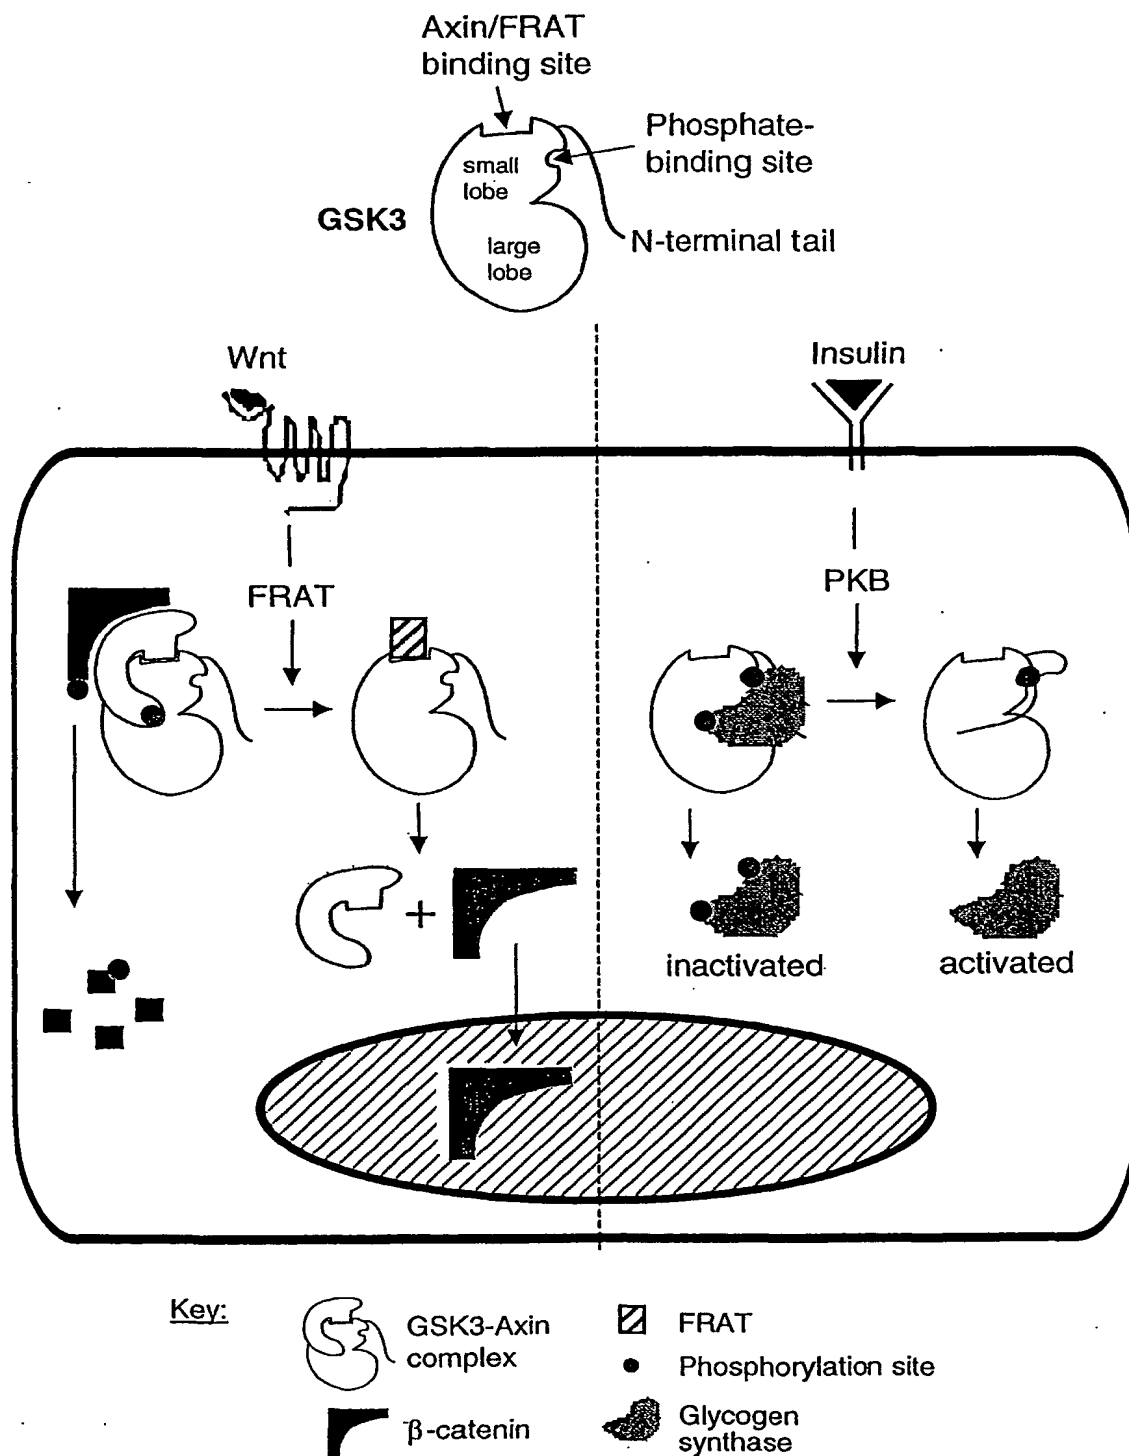 Axin/FRAT
binding site
Phosphate-
binding site
small
lobe
GSK3
N-terminal tail
large
lobe
Wnt
Insulin
FRAT
PKB
+
inactivated
activated
Key:
GSK3-Axin
complex
FRAT
Phosphorylation site
β-catenin
Glycogen
synthase